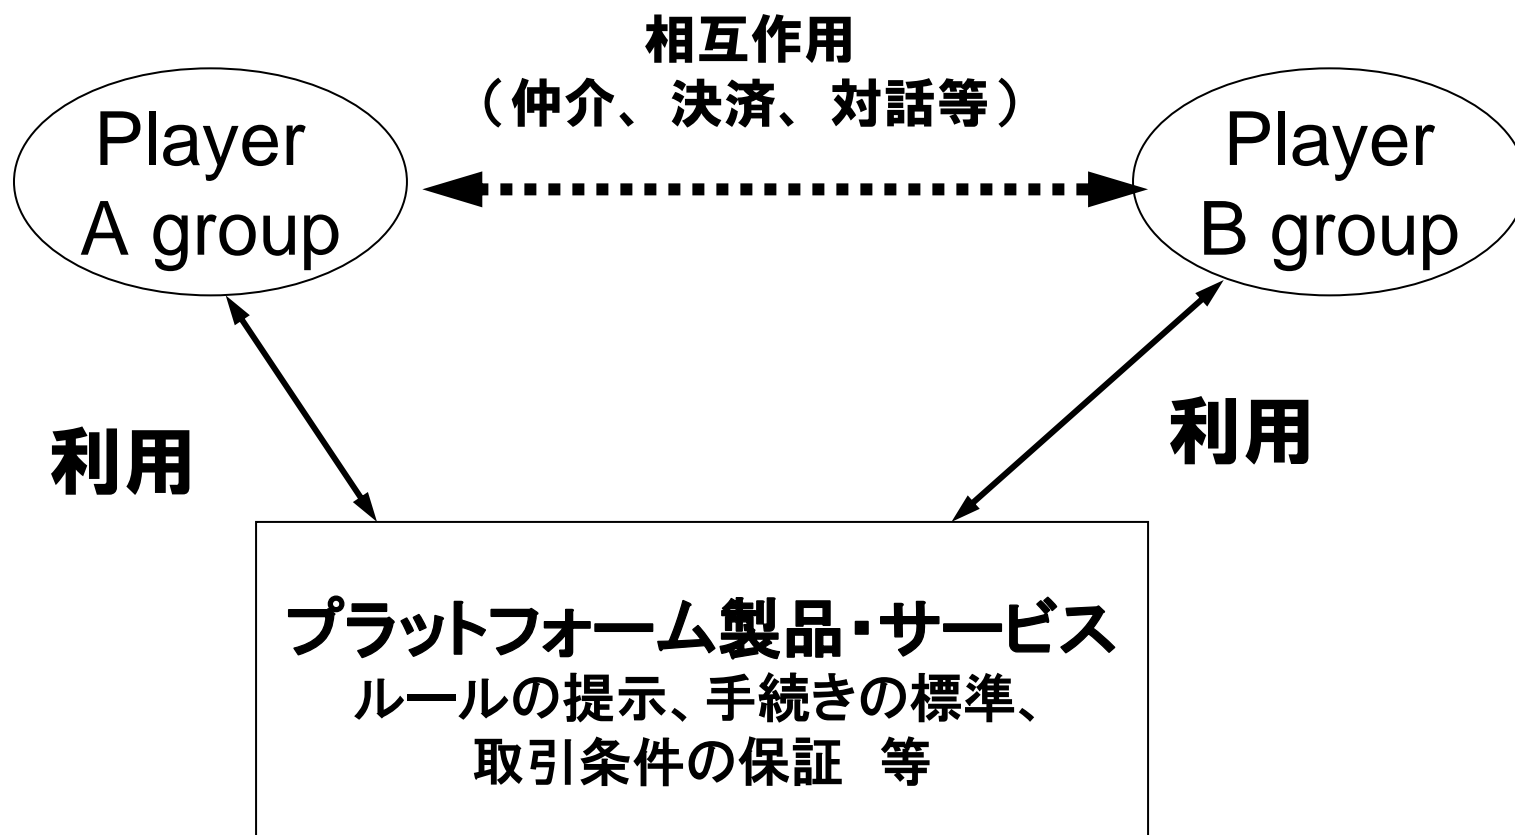 相互作用
（仲介、決済、対話等）
Player
A group
Player
B group
利用
利用
プラットフォーム製品・サービス
ルールの提示、手続きの標準、
取引条件の保証　等